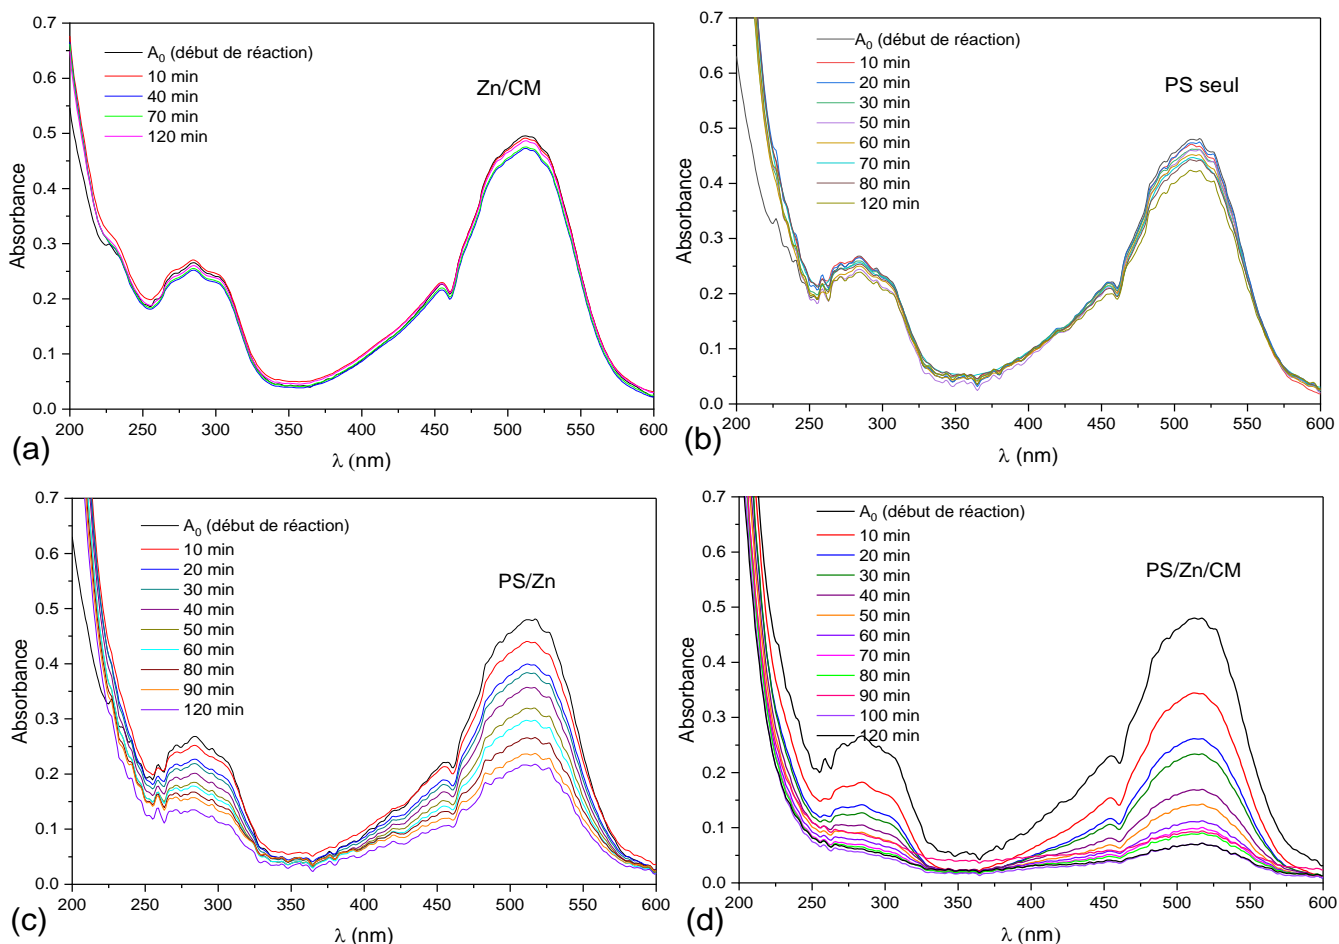 0.7
0.6
0.5
0.4
0.3
0.2
0.1
0.0
Absorbance
A0 (début de réaction)
10 min
40 min
70 min
120 min
Zn/CM
200 250 300 350 400 450 500 550 600
λ (nm)
(a)
0.7
0.6
0.5
0.4
0.3
0.2
0.1
0.0
Absorbance
A0 (début de réaction)
10 min
20 min
30 min
50 min
60 min
70 min
80 min
120 min
PS seul
200 250 300 350 400 450 500 550 600
λ (nm)
(b)
0.7
0.6
0.5
0.4
0.3
0.2
0.1
0.0
Absorbance
A0 (début de réaction)
10 min
20 min
30 min
40 min
50 min
60 min
80 min
90 min
120 min
PS/Zn
200 250 300 350 400 450 500 550 600
λ (nm)
(c)
0.7
0.6
0.5
0.4
0.3
0.2
0.1
0.0
Absorbance
A0 (début de réaction)
10 min
20 min
30 min
40 min
50 min
60 min
70 min
80 min
90 min
100 min
120 min
PS/Zn/CM
200 250 300 350 400 450 500 550 600
λ (nm)
(d)